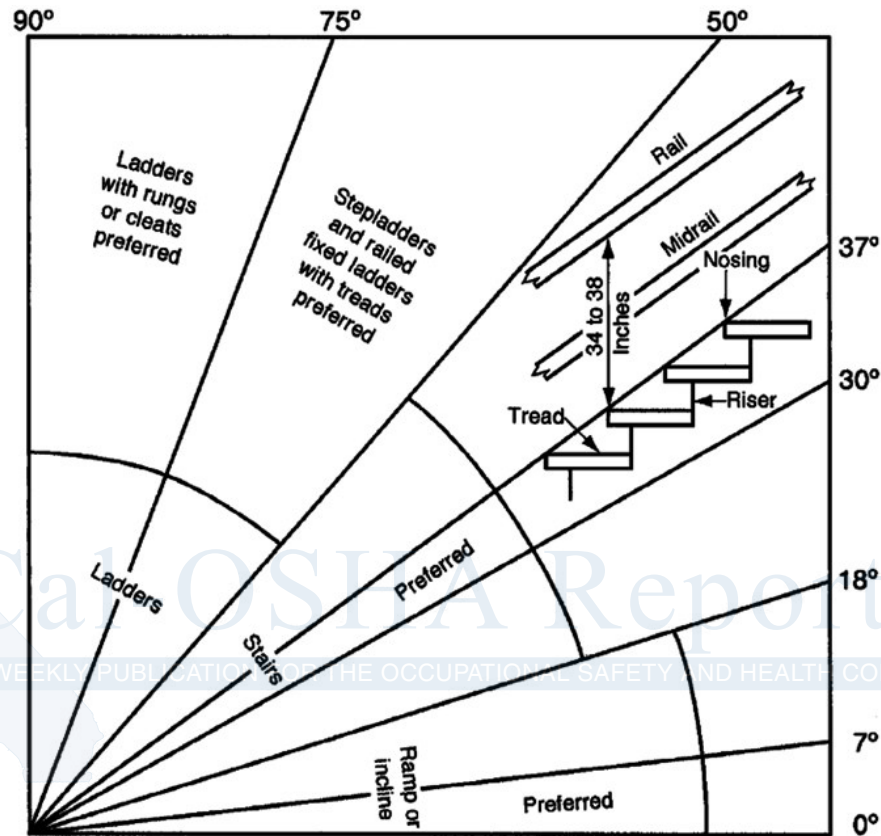 90º
75º
50º
Ladders
with rungs
or cleats
preferred
Stepladders
and railed
fixed ladders
with treads
preferred
Rail
Midrail
Nosing
37º
34 to 38
Inches
30º
Tread
Riser
Preferred
Ladders
Stairs
18º
Cal-OSHA Report
WEEKLY PUBLICATION FOR THE OCCUPATIONAL SAFETY AND HEALTH CO
Ramp or
incline
Preferred
7º
0º